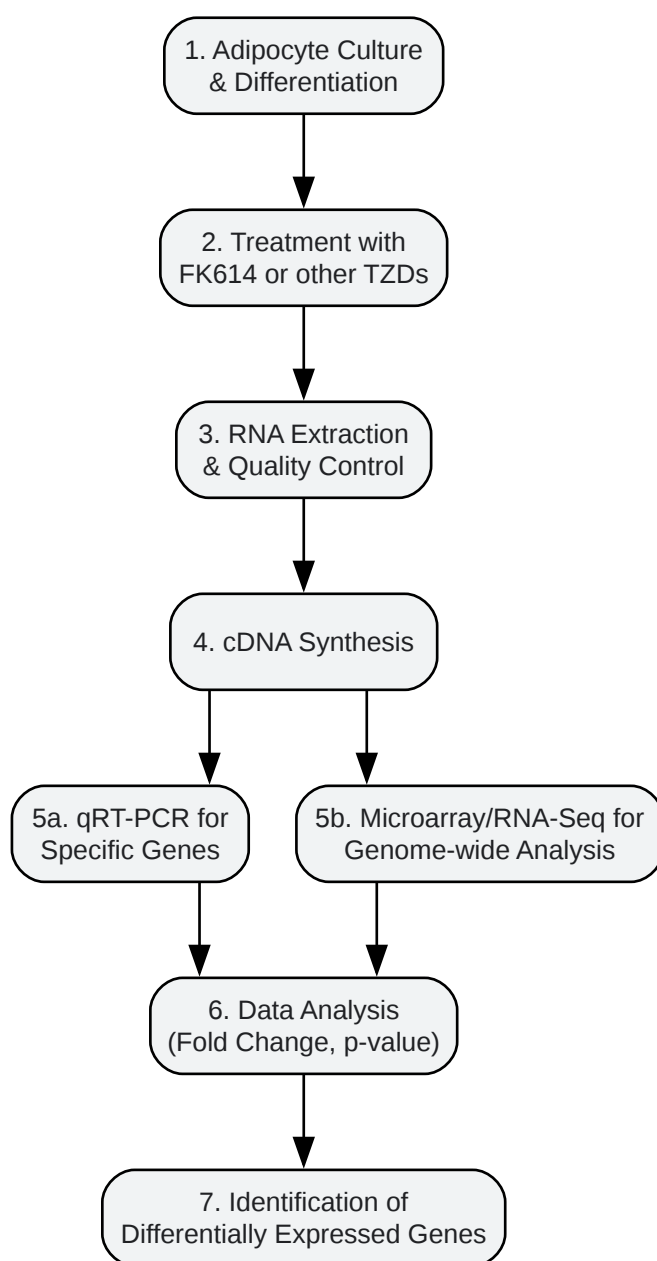 1. Adipocyte Culture
& Differentiation
2. Treatment with
FK614 or other TZDs
3. RNA Extraction
& Quality Control
4. cDNA Synthesis
5a. qRT-PCR for
Specific Genes
5b. Microarray/RNA-Seq for
Genome-wide Analysis
6. Data Analysis
(Fold Change, p-value)
7. Identification of
Differentially Expressed Genes